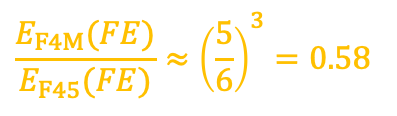 E_F4M(FE) / E_F45(FE) ≈ (5/6)^3 = 0.58